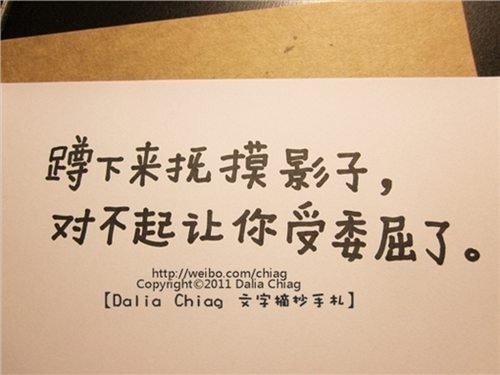 蹲下来抚摸影子，
对不起让你受委屈了。
http://weibo.com/chiag
Copyright©2011 Dalia Chiag
【Dalia Chiag 文字摘抄手札】